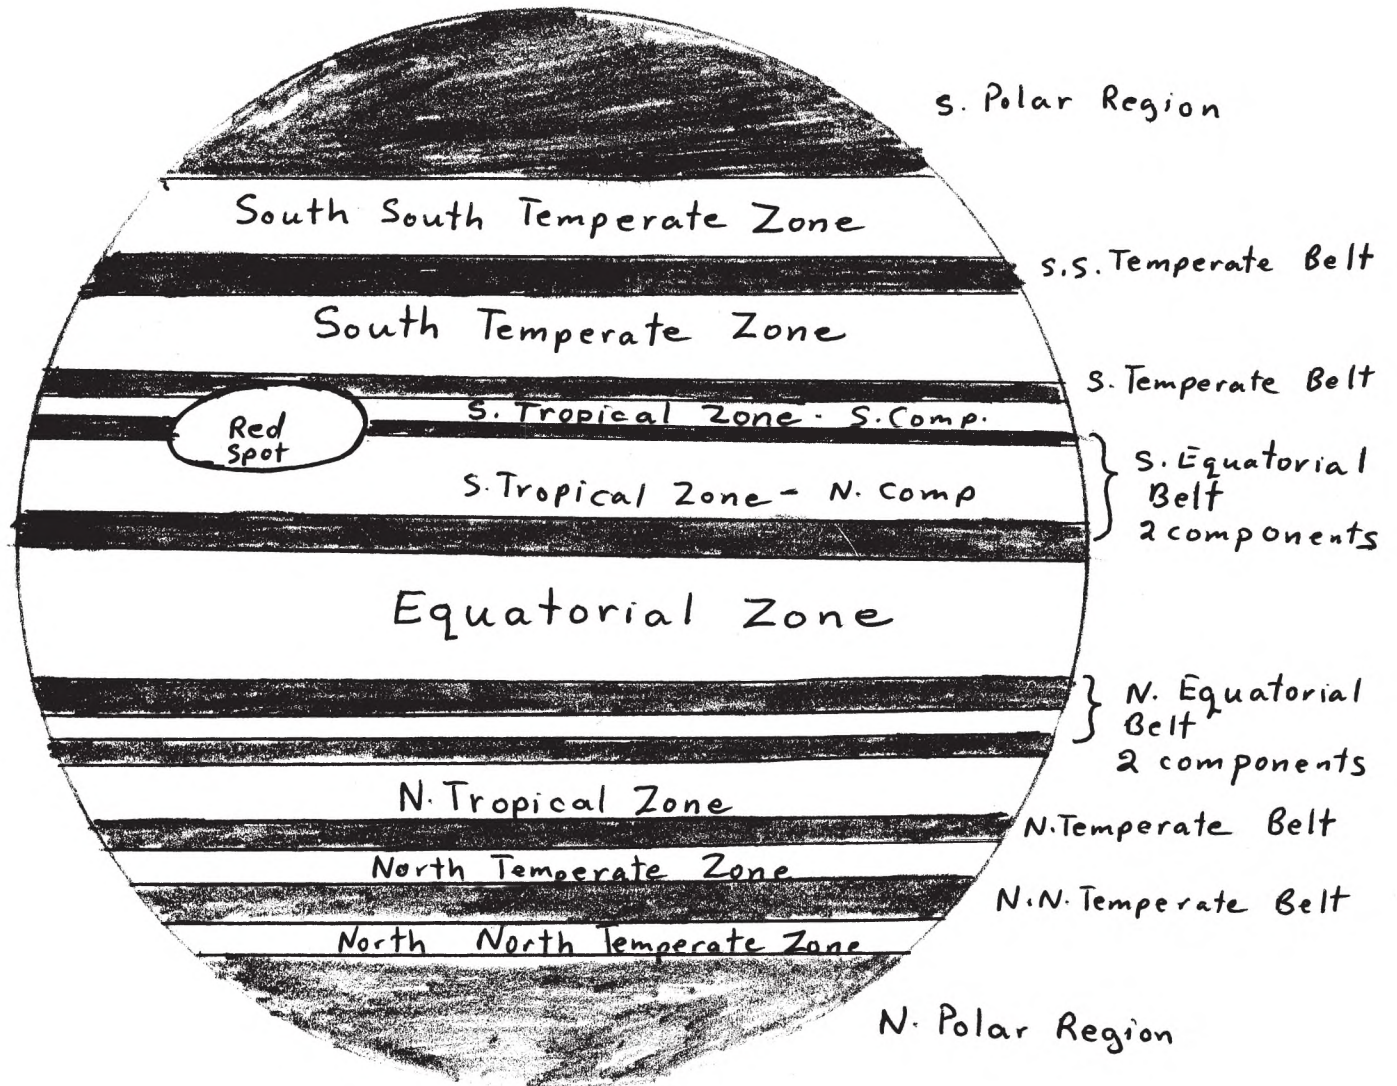 S. Polar Region
South South Temperate Zone
S.S. Temperate Belt
South Temperate Zone
S. Temperate Belt
S. Tropical Zone - S. Comp.
Red
Spot
S. Equatorial
Belt
2 components
S. Tropical Zone - N. Comp
Equatorial Zone
N. Equatorial
Belt
2 components
N. Tropical Zone
N. Temperate Belt
North Temperate Zone
N.N. Temperate Belt
North North Temperate Zone
N. Polar Region